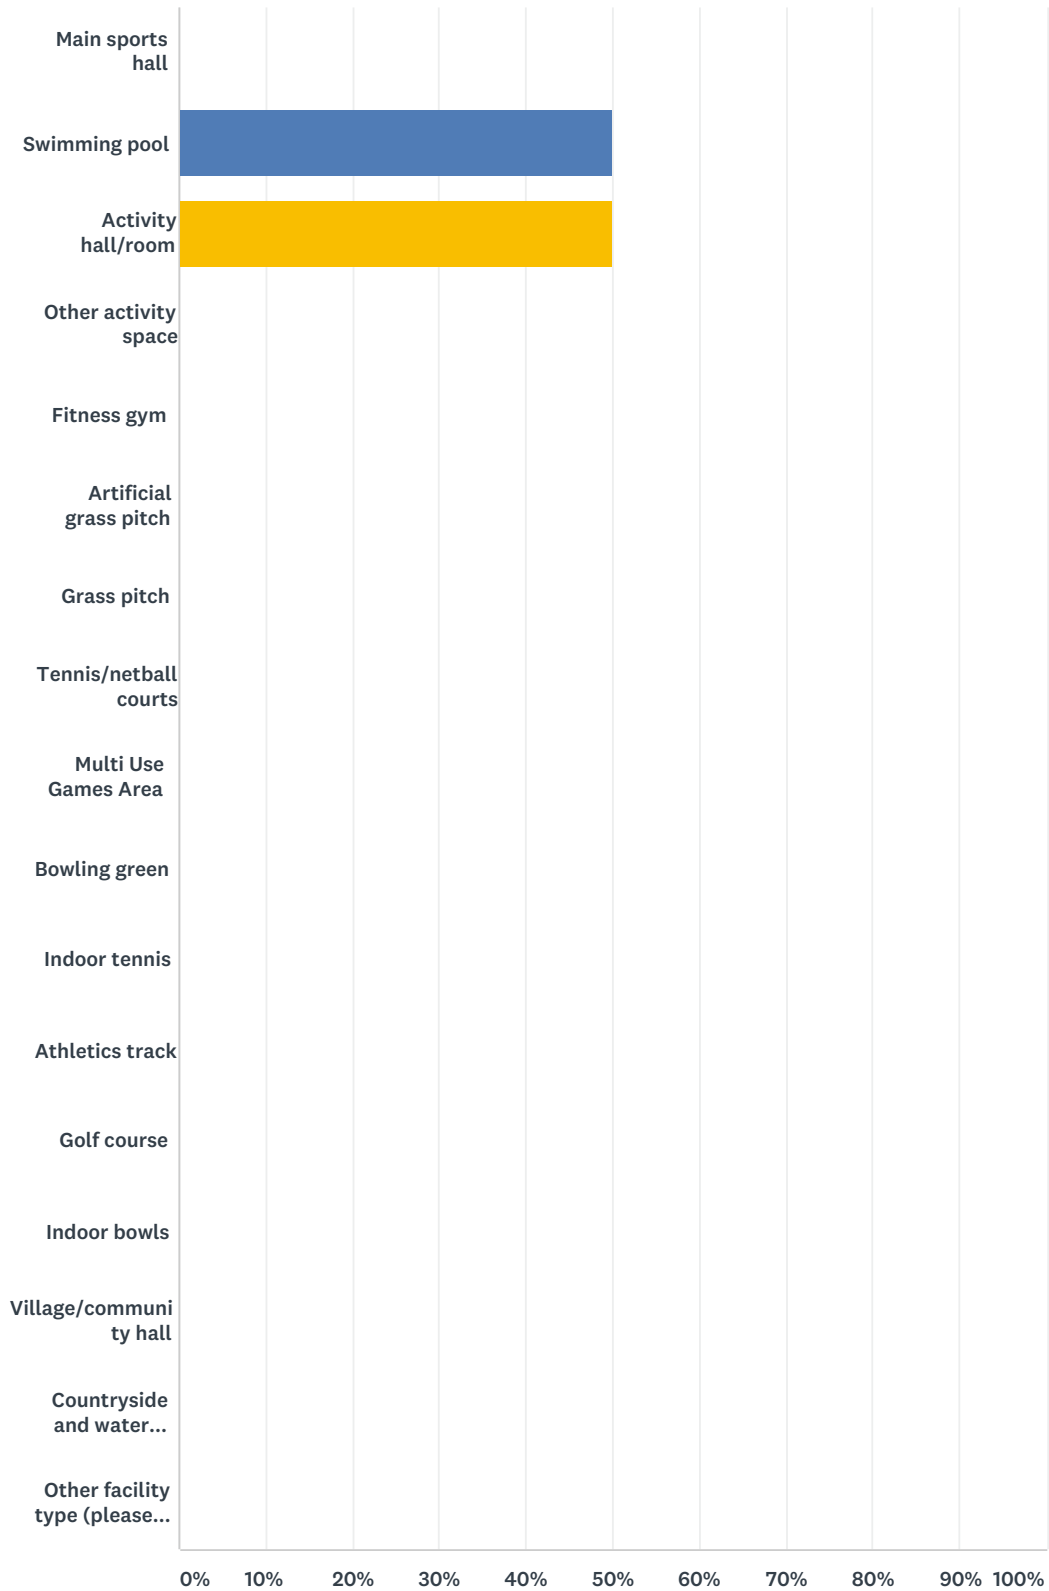 Main sports
hall
Swimming pool
Activity
hall/room
Other activity
space
Fitness gym
Artificial
grass pitch
Grass pitch
Tennis/netball
courts
Multi Use
Games Area
Bowling green
Indoor tennis
Athletics track
Golf course
Indoor bowls
Village/communi
ty hall
Countryside
and water...
Other facility
type (please...
0% 10% 20% 30% 40% 50% 60% 70% 80% 90% 100%